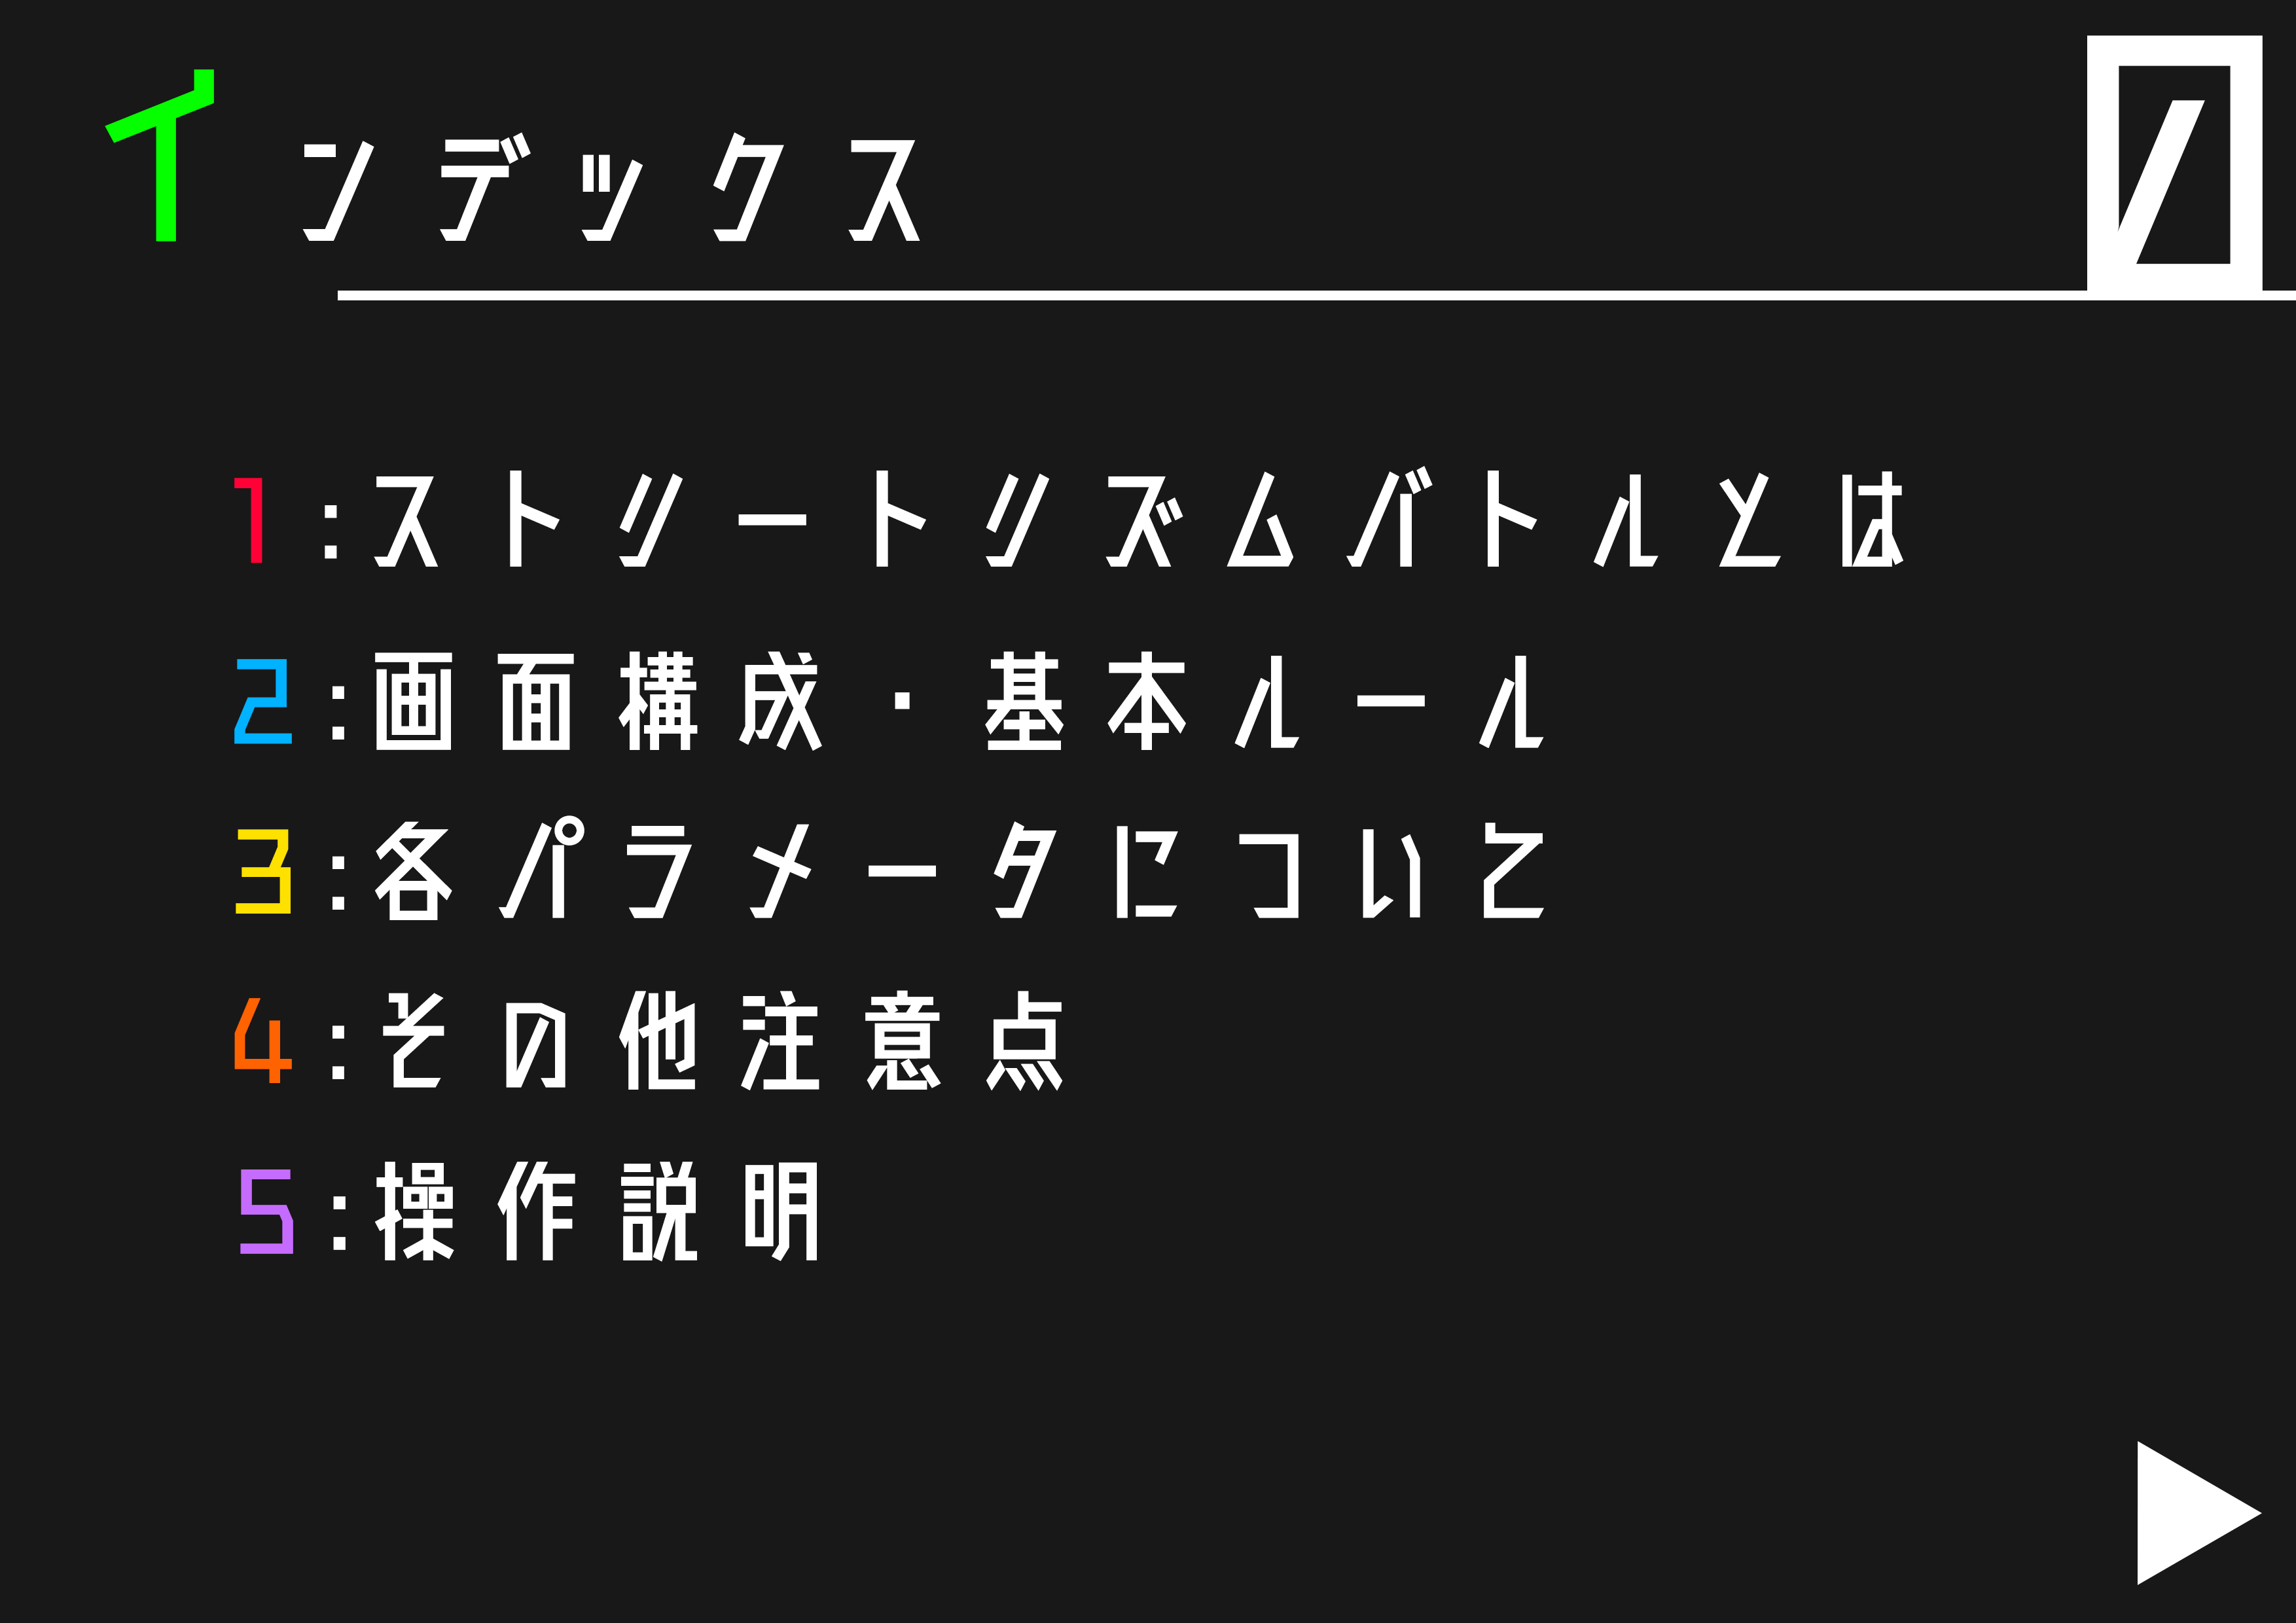 インデックス
0
1:ストリートリズムバトルとは
2:画面構成・基本ルール
3:各パラメータについて
4:その他注意点
5:操作説明